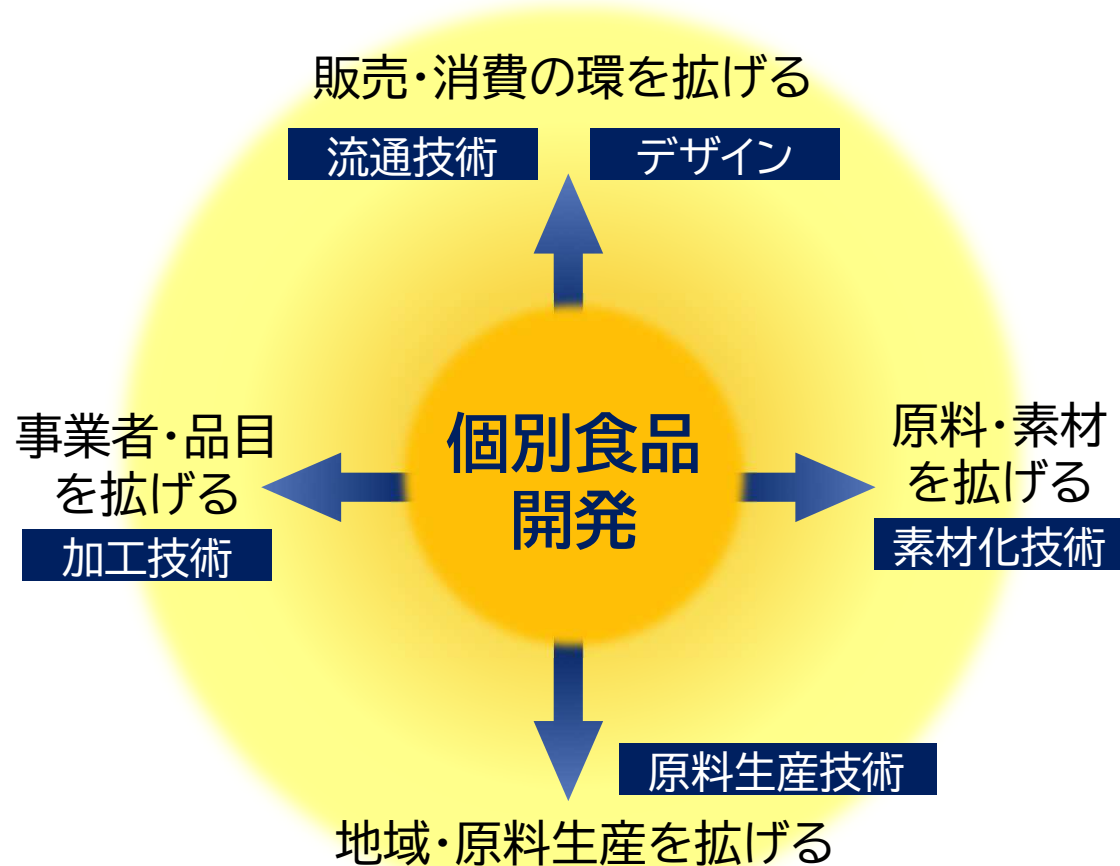 販売・消費の環を拡げる
流通技術
デザイン
事業者・品目
を拡げる
加工技術
個別食品
開発
原料・素材
を拡げる
素材化技術
原料生産技術
地域・原料生産を拡げる